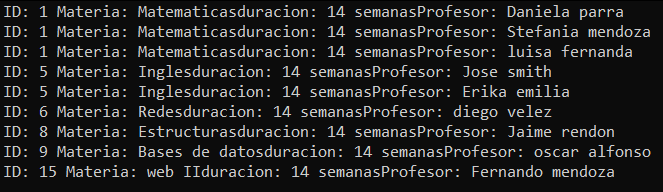 ID: 1 Materia: Matematicasduracion: 14 semanasProfesor: Daniela parra
ID: 1 Materia: Matematicasduracion: 14 semanasProfesor: Stefania mendoza
ID: 1 Materia: Matematicasduracion: 14 semanasProfesor: luisa fernanda
ID: 5 Materia: Inglesduracion: 14 semanasProfesor: Jose smith
ID: 5 Materia: Inglesduracion: 14 semanasProfesor: Erika emilia
ID: 6 Materia: Redesduracion: 14 semanasProfesor: diego velez
ID: 8 Materia: Estructurasduracion: 14 semanasProfesor: Jaime rendon
ID: 9 Materia: Bases de datosduracion: 14 semanasProfesor: oscar alfonso
ID: 15 Materia: web IIduracion: 14 semanasProfesor: Fernando mendoza